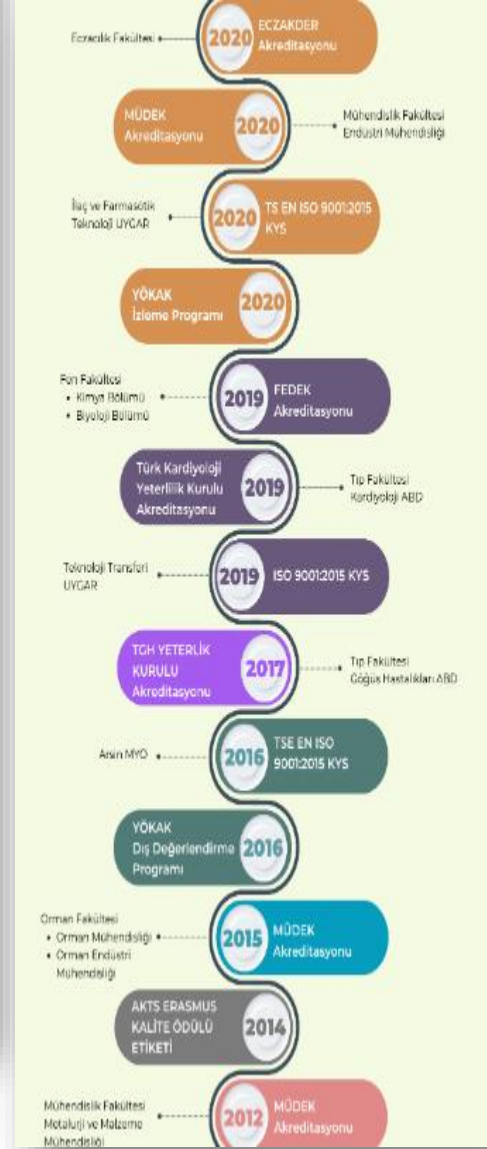 Eczacılık Fakültesi
2020
ECZAKDER
Akreditasyonu
MÜDEK
Akreditasyonu
2020
Mühendislik Fakültesi
Endüstri Mühendisliği
İlaç ve Farmasötik
Teknoloji UYGAR
2020
TS EN ISO 9001:2015
KYS
YÖKAK
İzleme Programı
2020
Fen Fakültesi
• Kimya Bölümü
• Biyoloji Bölümü
2019
FEDEK
Akreditasyonu
Türk Kardiyoloji
Yeterlilik Kurulu
Akreditasyonu
2019
Tıp Fakültesi
Kardiyoloji ABD
Teknoloji Transferi
UYGAR
2019
ISO 9001:2015 KYS
TGH YETERLİK
KURULU
Akreditasyonu
2017
Tıp Fakültesi
Göğüs Hastalıkları ABD
Arsin MYO
2016
TSE EN ISO
9001:2015 KYS
YÖKAK
Dış Değerlendirme
Programı
2016
Orman Fakültesi
• Orman Mühendisliği
• Orman Endüstri
Mühendisliği
2015
MÜDEK
Akreditasyonu
AKTS ERASMUS
KALİTE ÖDÜLÜ
ETİKETİ
2014
Mühendislik Fakültesi
Metalurji ve Malzeme
Mühendisliği
2012
MÜDEK
Akreditasyonu